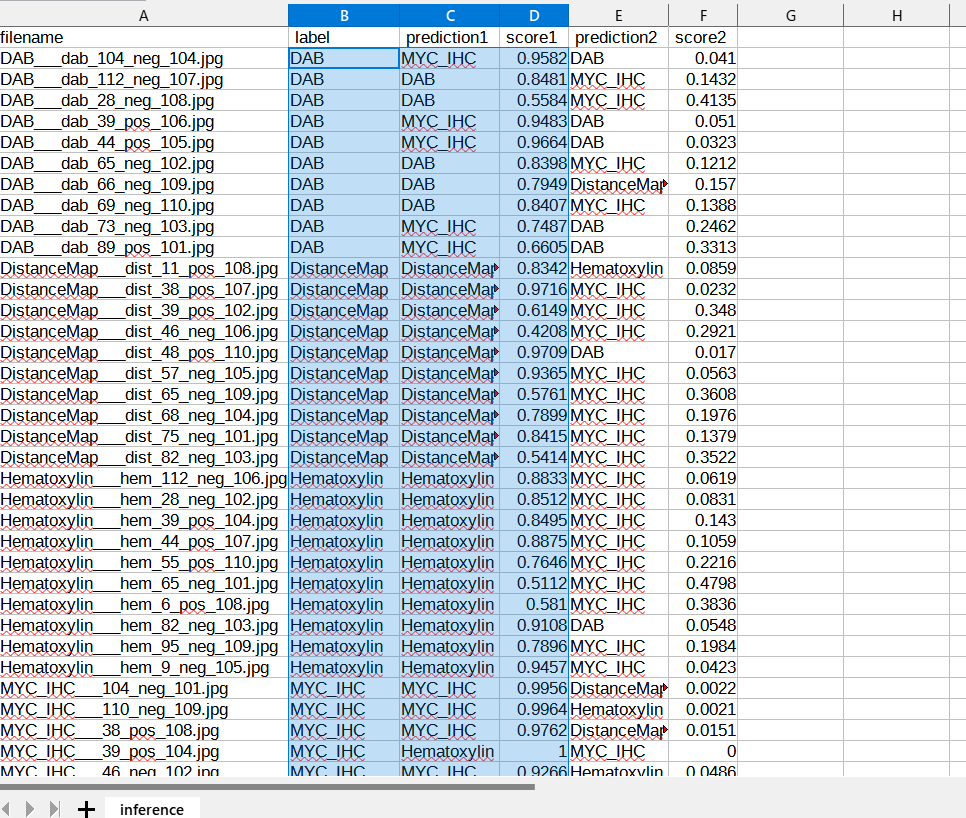 A B C D E F G H
filename label prediction1 score1 prediction2 score2
DAB___dab_104_neg_104.jpg DAB MYC_IHC 0.9582 DAB 0.041
DAB___dab_112_neg_107.jpg DAB DAB 0.8481 MYC_IHC 0.1432
DAB___dab_28_neg_108.jpg DAB DAB 0.5584 MYC_IHC 0.4135
DAB___dab_39_pos_106.jpg DAB MYC_IHC 0.9483 DAB 0.051
DAB___dab_44_pos_105.jpg DAB MYC_IHC 0.9664 DAB 0.0323
DAB___dab_65_neg_102.jpg DAB DAB 0.8398 MYC_IHC 0.1212
DAB___dab_66_neg_109.jpg DAB DAB 0.7949 DistanceMap 0.157
DAB___dab_69_neg_110.jpg DAB DAB 0.8407 MYC_IHC 0.1388
DAB___dab_73_neg_103.jpg DAB MYC_IHC 0.7487 DAB 0.2462
DAB___dab_89_pos_101.jpg DAB MYC_IHC 0.6605 DAB 0.3313
DistanceMap___dist_11_pos_108.jpg DistanceMap DistanceMap 0.8342 Hematoxylin 0.0859
DistanceMap___dist_38_pos_107.jpg DistanceMap DistanceMap 0.9716 MYC_IHC 0.0232
DistanceMap___dist_39_pos_102.jpg DistanceMap DistanceMap 0.6149 MYC_IHC 0.348
DistanceMap___dist_46_neg_106.jpg DistanceMap DistanceMap 0.4208 MYC_IHC 0.2921
DistanceMap___dist_48_pos_110.jpg DistanceMap DistanceMap 0.9709 DAB 0.017
DistanceMap___dist_57_neg_105.jpg DistanceMap DistanceMap 0.9365 MYC_IHC 0.0563
DistanceMap___dist_65_neg_109.jpg DistanceMap DistanceMap 0.5761 MYC_IHC 0.3608
DistanceMap___dist_68_neg_104.jpg DistanceMap DistanceMap 0.7899 MYC_IHC 0.1976
DistanceMap___dist_75_neg_101.jpg DistanceMap DistanceMap 0.8415 MYC_IHC 0.1379
DistanceMap___dist_82_neg_103.jpg DistanceMap DistanceMap 0.5414 MYC_IHC 0.3522
Hematoxylin___hem_112_neg_106.jpg Hematoxylin Hematoxylin 0.8833 MYC_IHC 0.0619
Hematoxylin___hem_28_neg_102.jpg Hematoxylin Hematoxylin 0.8512 MYC_IHC 0.0831
Hematoxylin___hem_39_pos_104.jpg Hematoxylin Hematoxylin 0.8495 MYC_IHC 0.143
Hematoxylin___hem_44_pos_107.jpg Hematoxylin Hematoxylin 0.8875 MYC_IHC 0.1059
Hematoxylin___hem_55_pos_110.jpg Hematoxylin Hematoxylin 0.7646 MYC_IHC 0.2216
Hematoxylin___hem_65_neg_101.jpg Hematoxylin Hematoxylin 0.5112 MYC_IHC 0.4798
Hematoxylin___hem_6_pos_108.jpg Hematoxylin Hematoxylin 0.581 MYC_IHC 0.3836
Hematoxylin___hem_82_neg_103.jpg Hematoxylin Hematoxylin 0.9108 DAB 0.0548
Hematoxylin___hem_95_neg_109.jpg Hematoxylin Hematoxylin 0.7896 MYC_IHC 0.1984
Hematoxylin___hem_9_neg_105.jpg Hematoxylin Hematoxylin 0.9457 MYC_IHC 0.0423
MYC_IHC___104_neg_101.jpg MYC_IHC MYC_IHC 0.9956 DistanceMap 0.0022
MYC_IHC___110_neg_109.jpg MYC_IHC MYC_IHC 0.9964 Hematoxylin 0.0021
MYC_IHC___38_pos_108.jpg MYC_IHC MYC_IHC 0.9762 DistanceMap 0.0151
MYC_IHC___39_pos_104.jpg MYC_IHC Hematoxylin 1 MYC_IHC 0
MYC_IHC___46_neg_102.jpg MYC_IHC MYC_IHC 0.9266 Hematoxylin 0.0486
inference